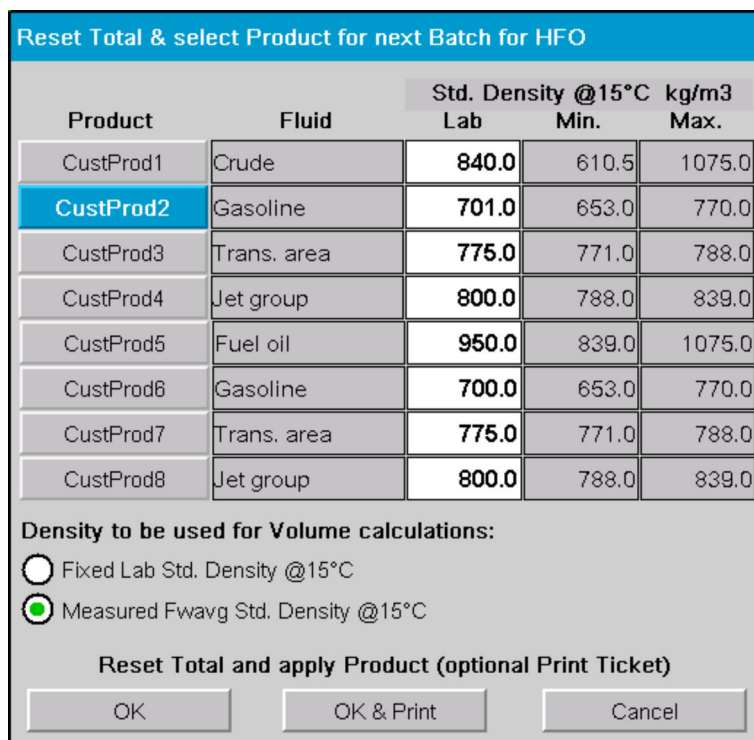 Reset Total & select Product for next Batch for HFO
Std. Density @15°C kg/m3
Product Fluid Lab Min. Max.
CustProd1 Crude 840.0 610.5 1075.0
CustProd2 Gasoline 701.0 653.0 770.0
CustProd3 Trans. area 775.0 771.0 788.0
CustProd4 Jet group 800.0 788.0 839.0
CustProd5 Fuel oil 950.0 839.0 1075.0
CustProd6 Gasoline 700.0 653.0 770.0
CustProd7 Trans. area 775.0 771.0 788.0
CustProd8 Jet group 800.0 788.0 839.0
Density to be used for Volume calculations:
Fixed Lab Std. Density @15°C
Measured Fwavg Std. Density @15°C
Reset Total and apply Product (optional Print Ticket)
OK OK & Print Cancel